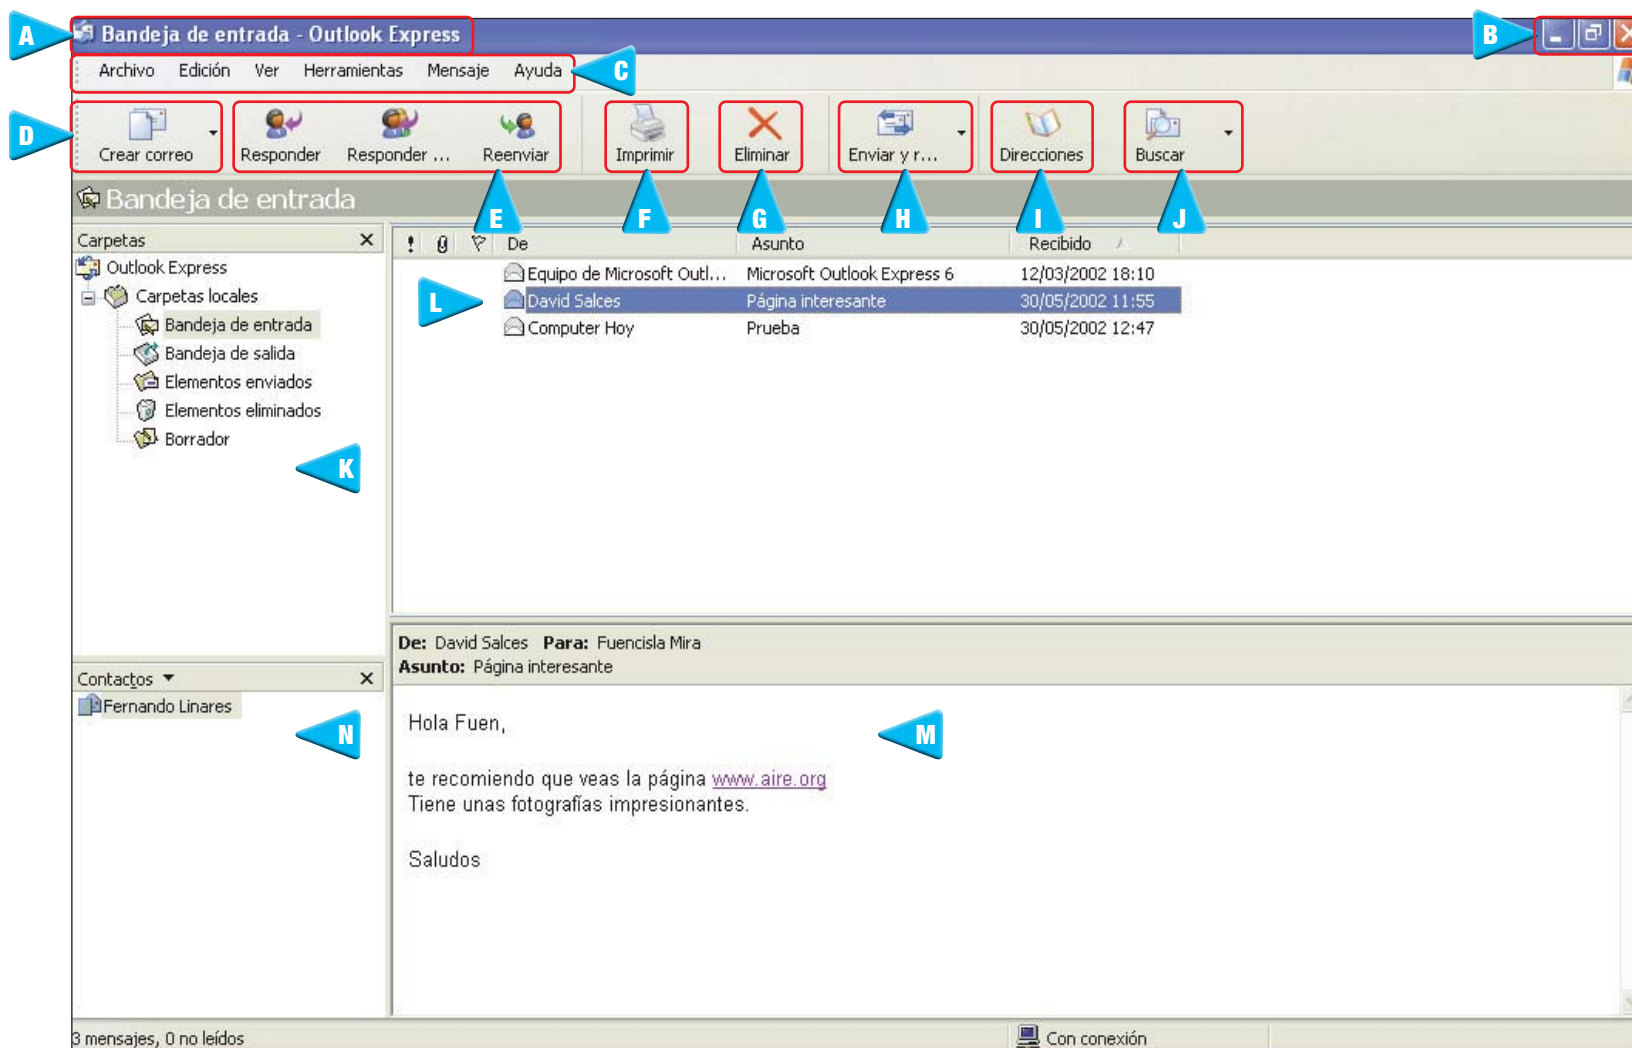 A
Bandeja de entrada - Outlook Express
B
Archivo Edición Ver Herramientas Mensaje Ayuda
C
D
Crear correo Responder Responder ... Reenviar Imprimir Eliminar Enviar y r... Direcciones Buscar
Bandeja de entrada
E F G H I J
Carpetas
De Asunto Recibido
Outlook Express
Carpetas locales
Bandeja de entrada
Bandeja de salida
Elementos enviados
Elementos eliminados
Borrador
K
Equipo de Microsoft Outl... Microsoft Outlook Express 6 12/03/2002 18:10
L
David Salces Página interesante 30/05/2002 11:55
Computer Hoy Prueba 30/05/2002 12:47
Contactos
Fernando Linares
N
De: David Salces Para: Fuencisla Mira
Asunto: Página interesante
Hola Fuen,
M
te recomiendo que veas la página www.aire.org
Tiene unas fotografías impresionantes.
Saludos
3 mensajes, 0 no leídos
Con conexión